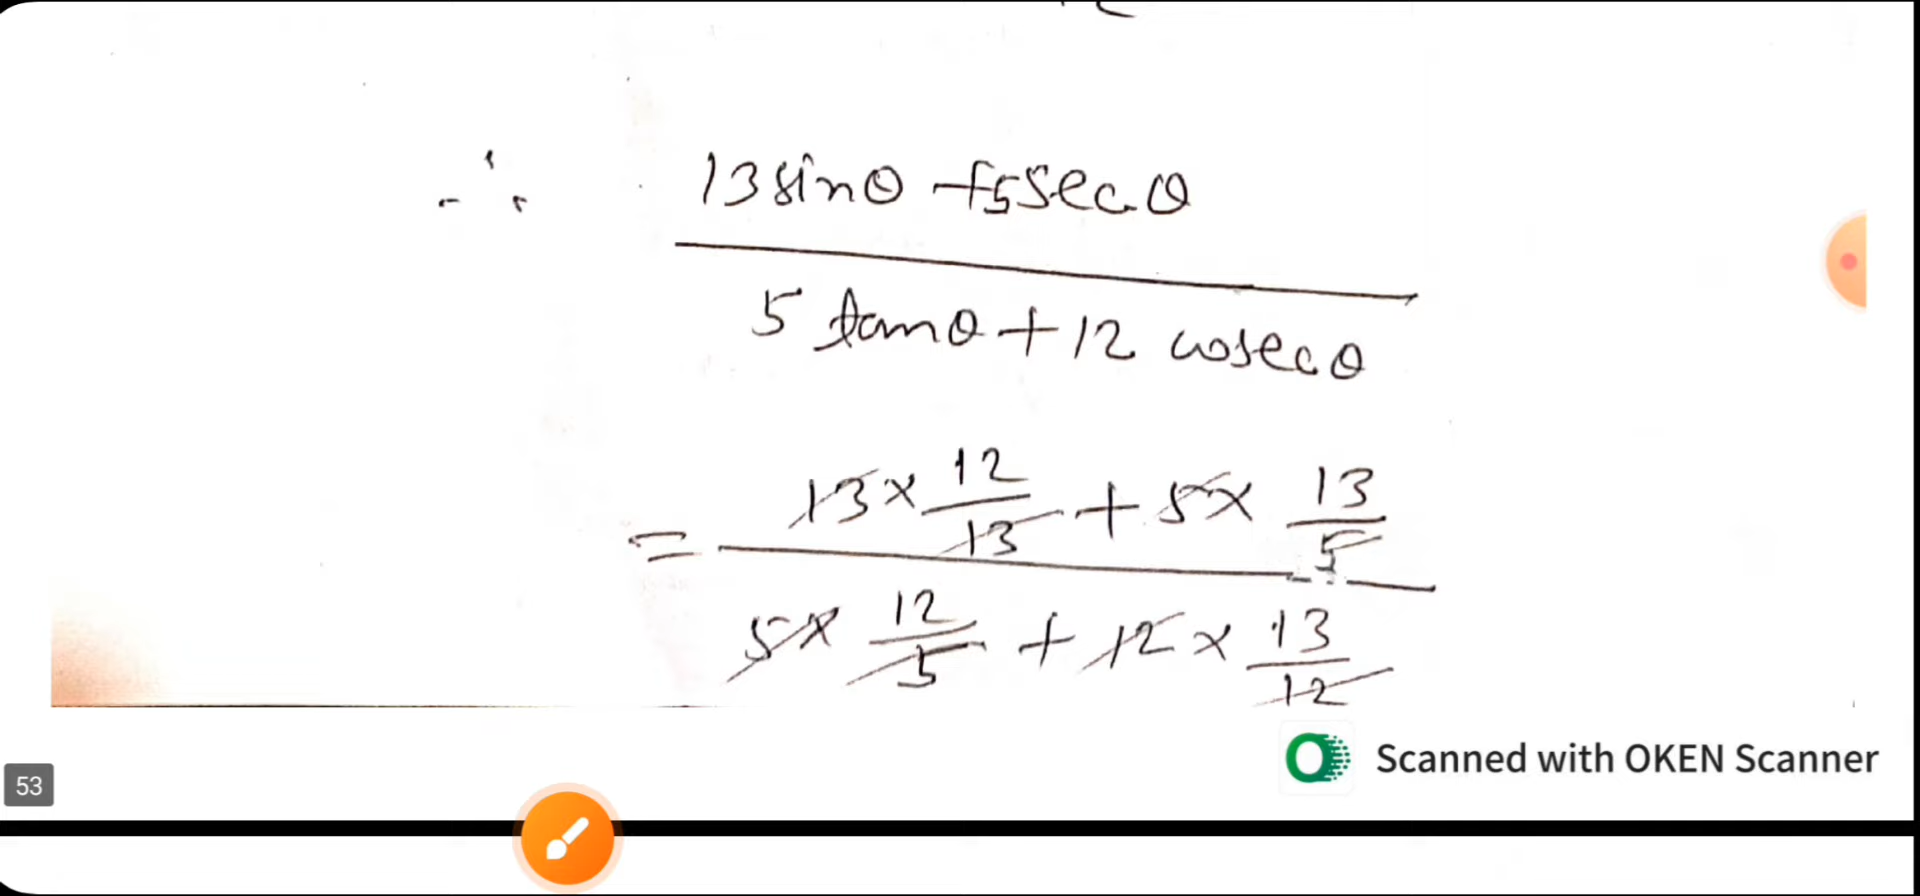 ∴ 13 sinθ + 5 secθ
5 tanθ + 12 cosecθ
= 13 × 12/13 + 5 × 13/5
5 × 12/5 + 12 × 13/12
Scanned with OKEN Scanner
53